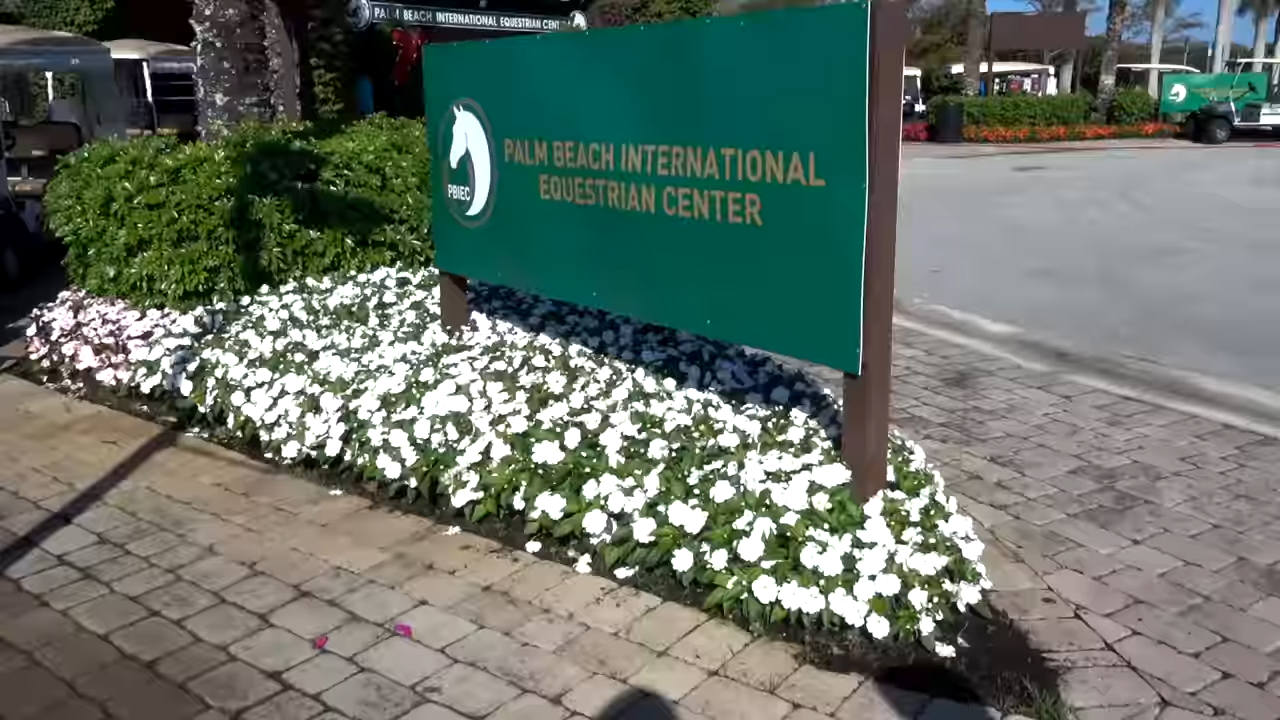 PALM BEACH INTERNATIONAL EQUESTRIAN CENT
PBIEC
PALM BEACH INTERNATIONAL
EQUESTRIAN CENTER